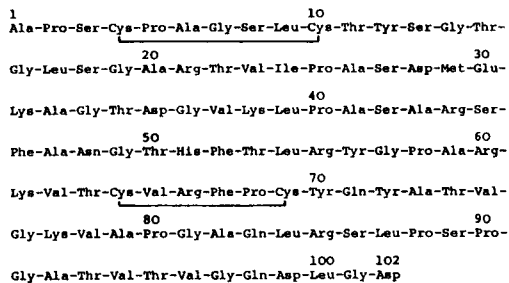 1 10
Ala-Pro-Ser-Cys-Pro-Ala-Gly-Ser-Leu-Cys-Thr-Tyr-Ser-Gly-Thr-
20 30
Gly-Leu-Ser-Gly-Ala-Arg-Thr-Val-Ile-Pro-Ala-Ser-Asp-Met-Glu-
40
Lys-Ala-Gly-Thr-Asp-Gly-Val-Lys-Leu-Pro-Ala-Ser-Ala-Arg-Ser-
50 60
Phe-Ala-Asn-Gly-Thr-His-Phe-Thr-Leu-Arg-Tyr-Gly-Pro-Ala-Arg-
70
Lys-Val-Thr-Cys-Val-Arg-Phe-Pro-Cys-Tyr-Gln-Tyr-Ala-Thr-Val-
80 90
Gly-Lys-Val-Ala-Pro-Gly-Ala-Gln-Leu-Arg-Ser-Leu-Pro-Ser-Pro-
100 102
Gly-Ala-Thr-Val-Thr-Val-Gly-Gln-Asp-Leu-Gly-Asp